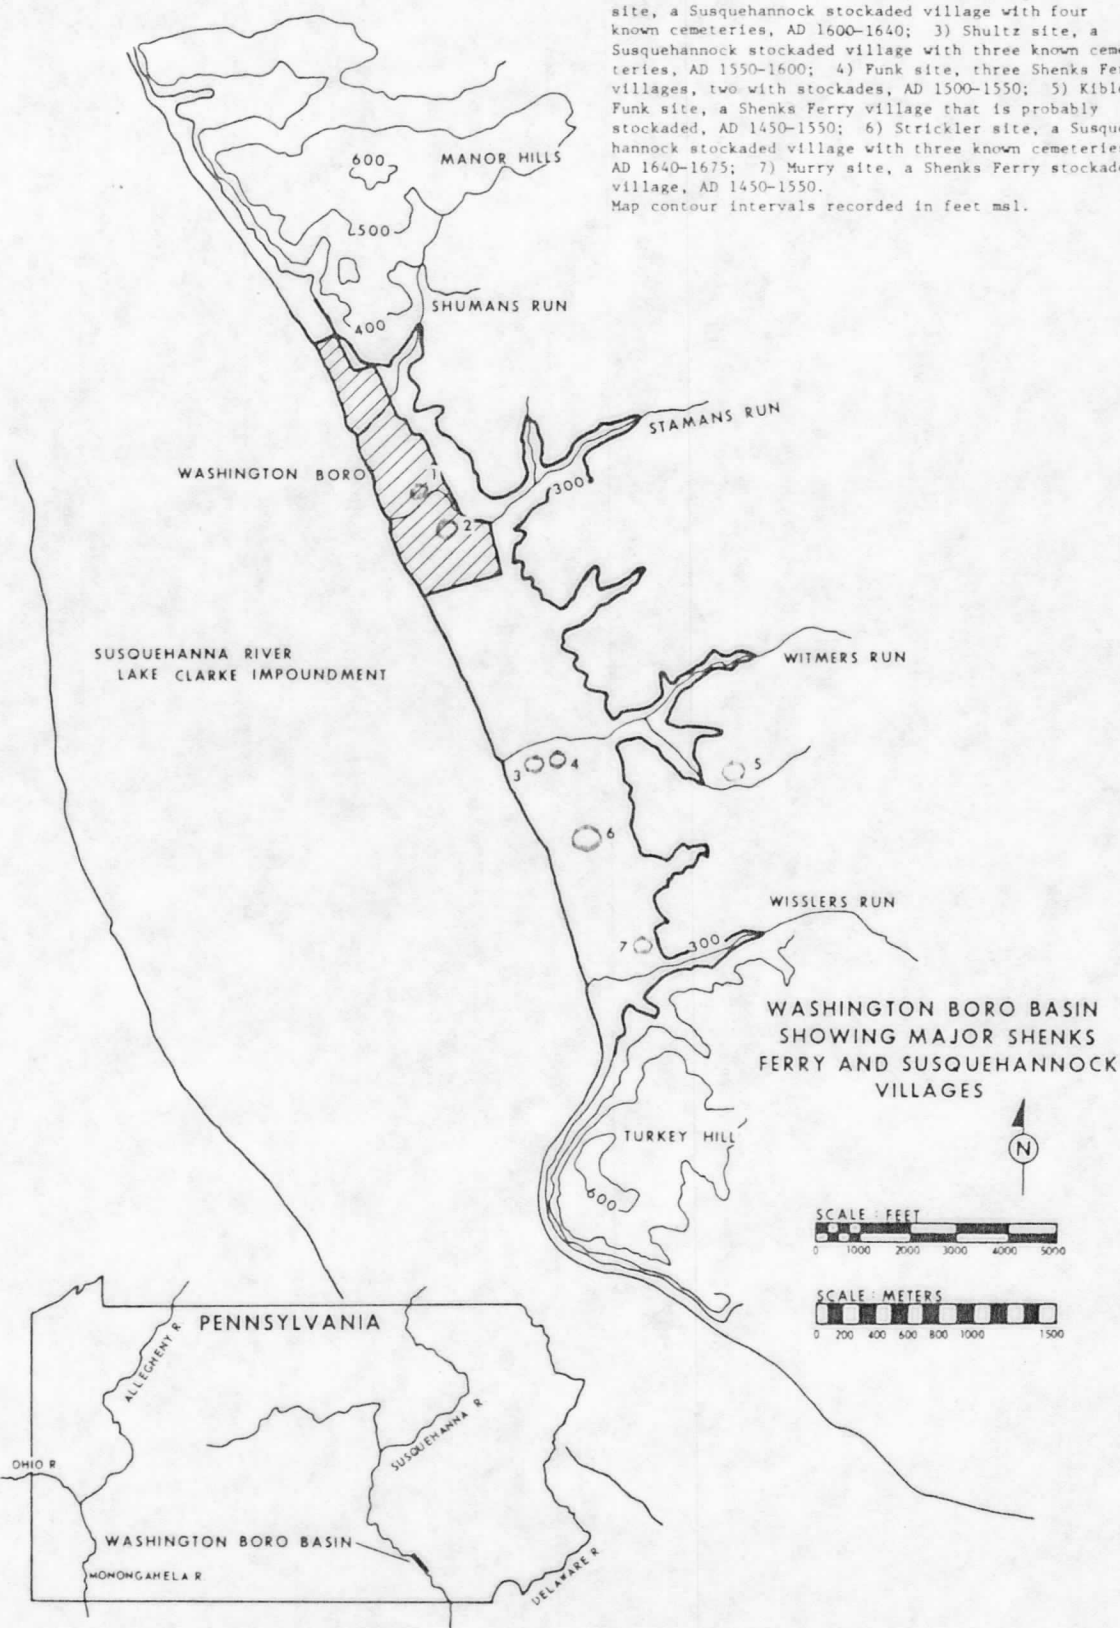 site, a Susquehannock stockaded village with four
known cemeteries, AD 1600-1640; 3) Shultz site, a
Susquehannock stockaded village with three known ceme
teries, AD 1550-1600; 4) Funk site, three Shenks Fe
villages, two with stockades, AD 1500-1550; 5) Kibl
Funk site, a Shenks Ferry village that is probably
stockaded, AD 1450-1550; 6) Strickler site, a Susqu
hannock stockaded village with three known cemeterie
AD 1640-1675; 7) Murry site, a Shenks Ferry stockad
village, AD 1450-1550.
Map contour intervals recorded in feet msl.
600
MANOR HILLS
500
SHUMANS RUN
400
STAMANS RUN
WASHINGTON BORO
1
300
2
SUSQUEHANNA RIVER
LAKE CLARKE IMPOUNDMENT
WITMERS RUN
3
4
5
6
WISSLERS RUN
7
300
WASHINGTON BORO BASIN
SHOWING MAJOR SHENKS
FERRY AND SUSQUEHANNOCK
VILLAGES
TURKEY HILL
N
600
SCALE : FEET
0 1000 2000 3000 4000 5000
SCALE : METERS
0 200 400 600 800 1000 1500
PENNSYLVANIA
ALLEGHENY R
SUSQUEHANNA R
OHIO R
WASHINGTON BORO BASIN
MONONGAHELA R
DELAWARE R